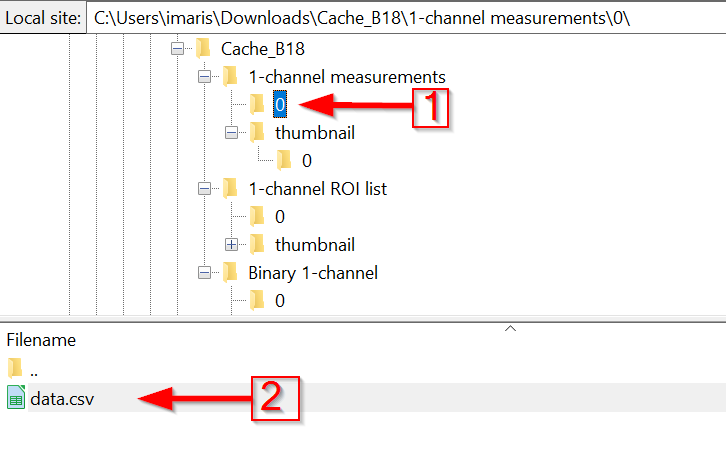 Local site: C:\Users\imaris\Downloads\Cache_B18\1-channel measurements\0\
Cache_B18
1-channel measurements
0 1
thumbnail
0
1-channel ROI list
0
thumbnail
Binary 1-channel
0
Filename
..
data.csv 2